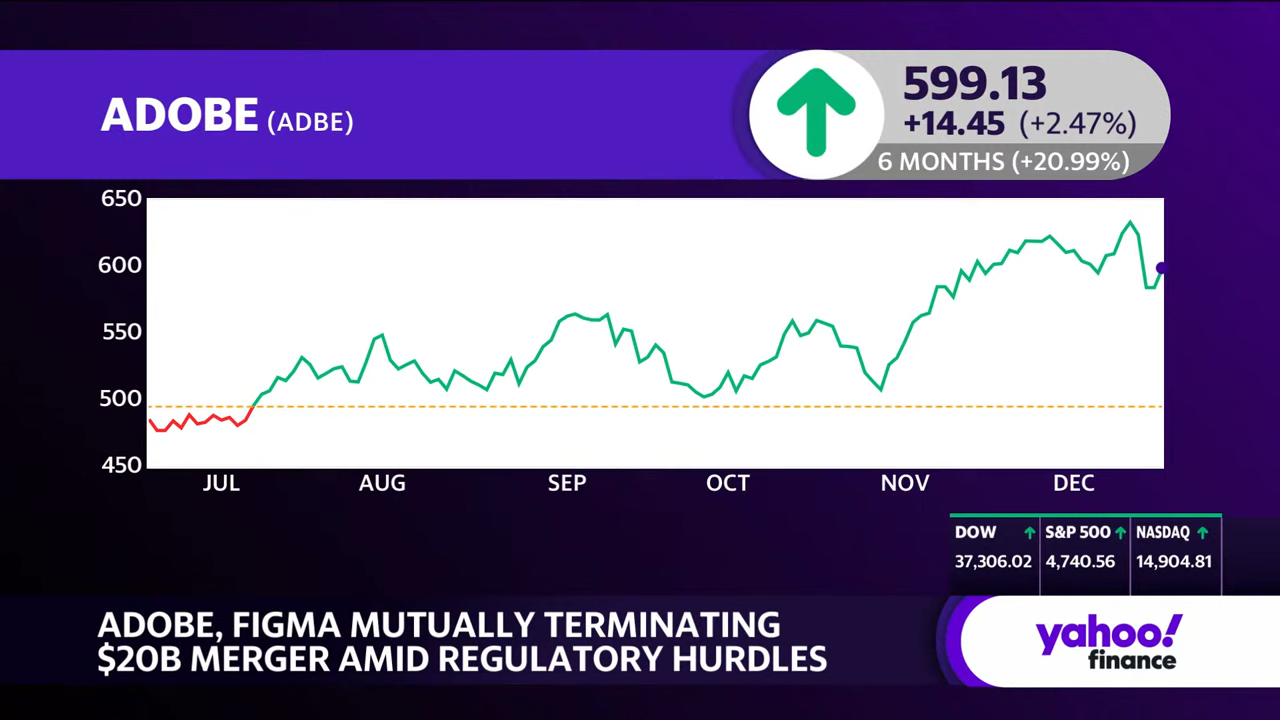 ADOBE (ADBE)
599.13
+14.45 (+2.47%)
6 MONTHS (+20.99%)
650
600
550
500
450
JUL AUG SEP OCT NOV DEC
DOW S&P 500 NASDAQ
37,306.02 4,740.56 14,904.81
ADOBE, FIGMA MUTUALLY TERMINATING
$20B MERGER AMID REGULATORY HURDLES
yahoo!
finance